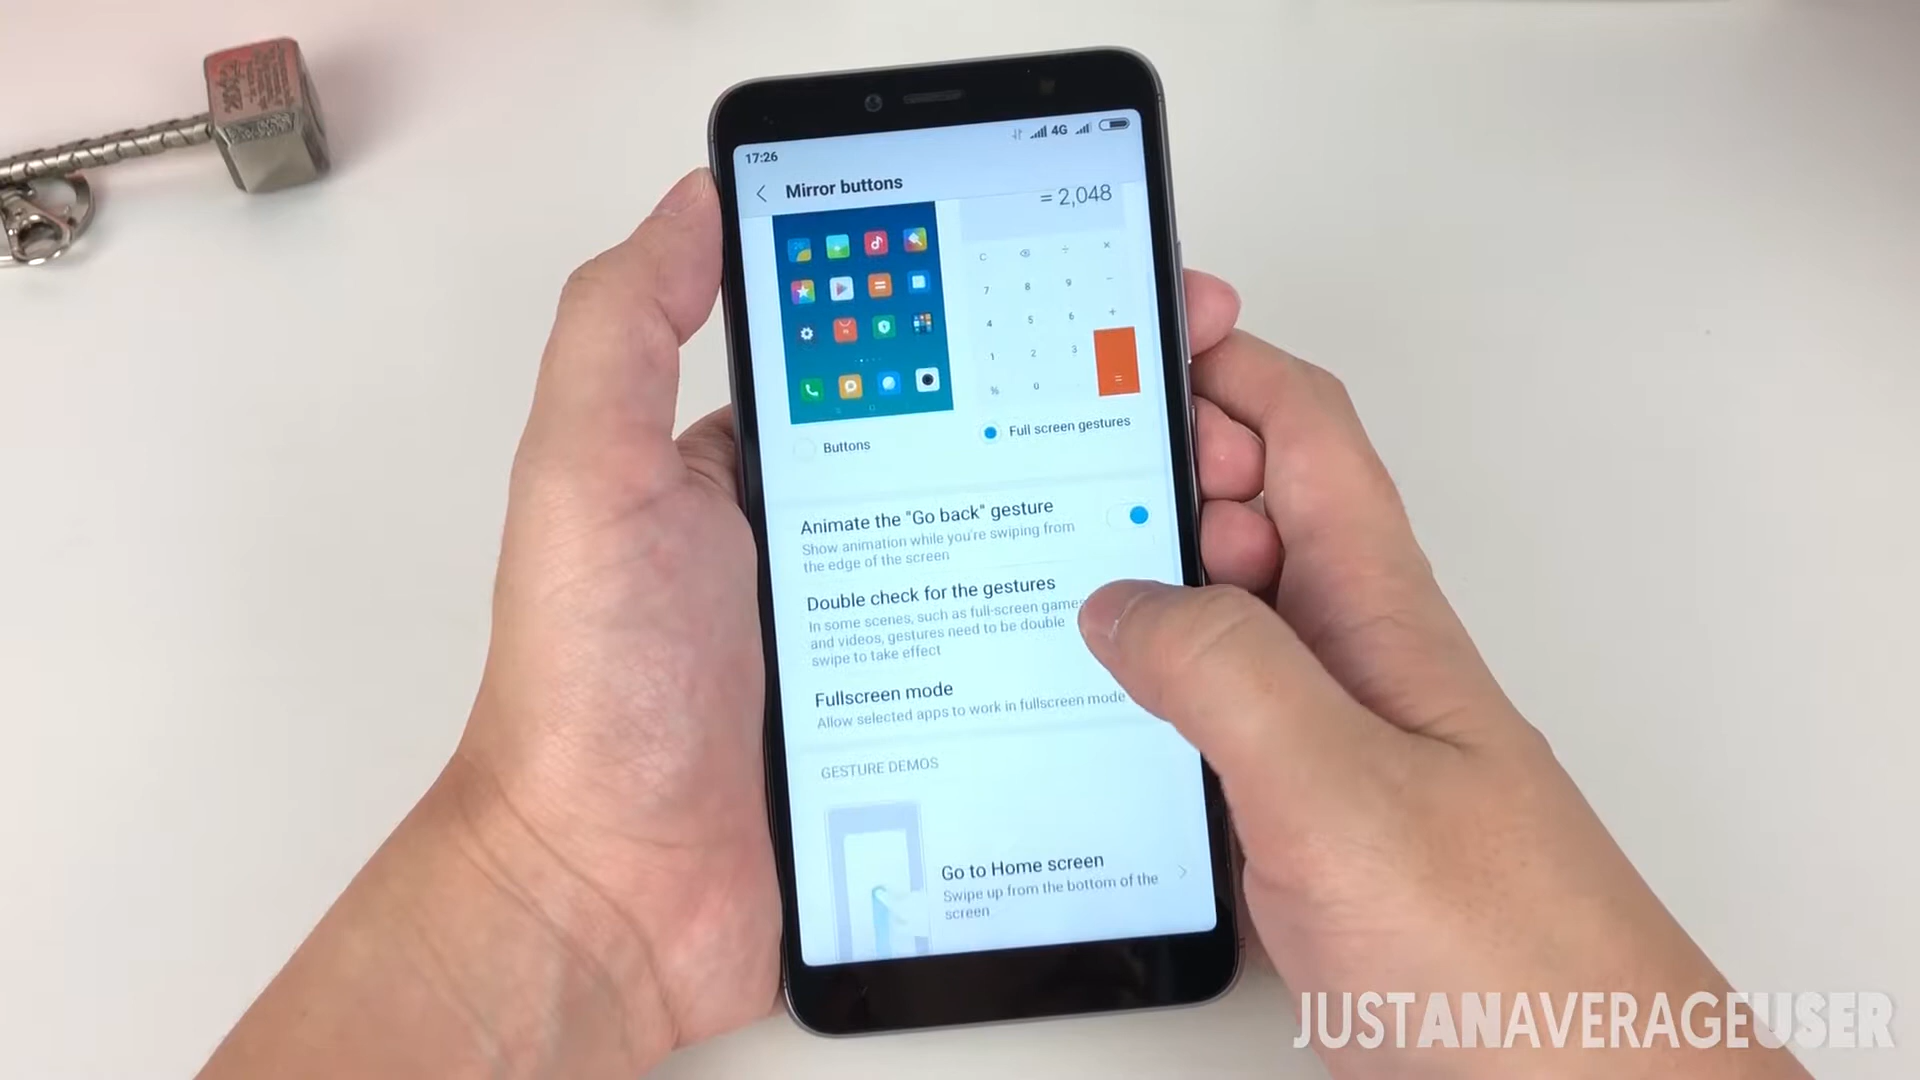 17:26
4G
Mirror buttons
= 2,048
C
÷
×
7
8
9
−
4
5
6
+
1
2
3
%
0
=
Buttons
Full screen gestures
Animate the "Go back" gesture
Show animation while you're swiping from
the edge of the screen
Double check for the gestures
In some scenes, such as full-screen games
and videos, gestures need to be double
swipe to take effect
Fullscreen mode
Allow selected apps to work in fullscreen mode
GESTURE DEMOS
Go to Home screen
Swipe up from the bottom of the
screen
JUSTANAVERAGEUSER